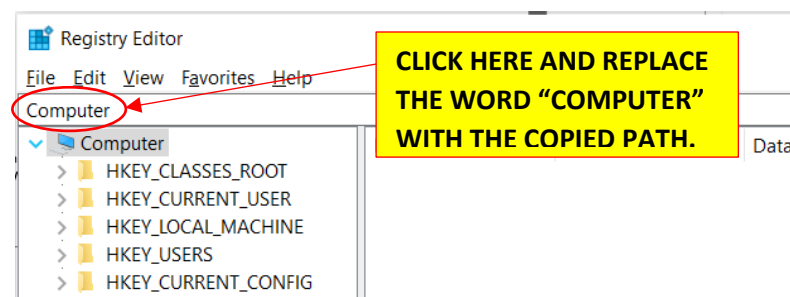 Registry Editor
File Edit View Favorites Help
CLICK HERE AND REPLACE
THE WORD “COMPUTER”
WITH THE COPIED PATH.
Computer
Computer
Data
HKEY_CLASSES_ROOT
HKEY_CURRENT_USER
HKEY_LOCAL_MACHINE
HKEY_USERS
HKEY_CURRENT_CONFIG